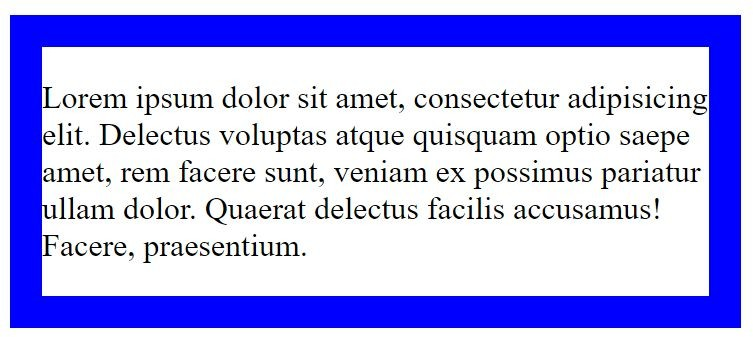 Lorem ipsum dolor sit amet, consectetur adipisicing
elit. Delectus voluptas atque quisquam optio saepe
amet, rem facere sunt, veniam ex possimus pariatur
ullam dolor. Quaerat delectus facilis accusamus!
Facere, praesentium.